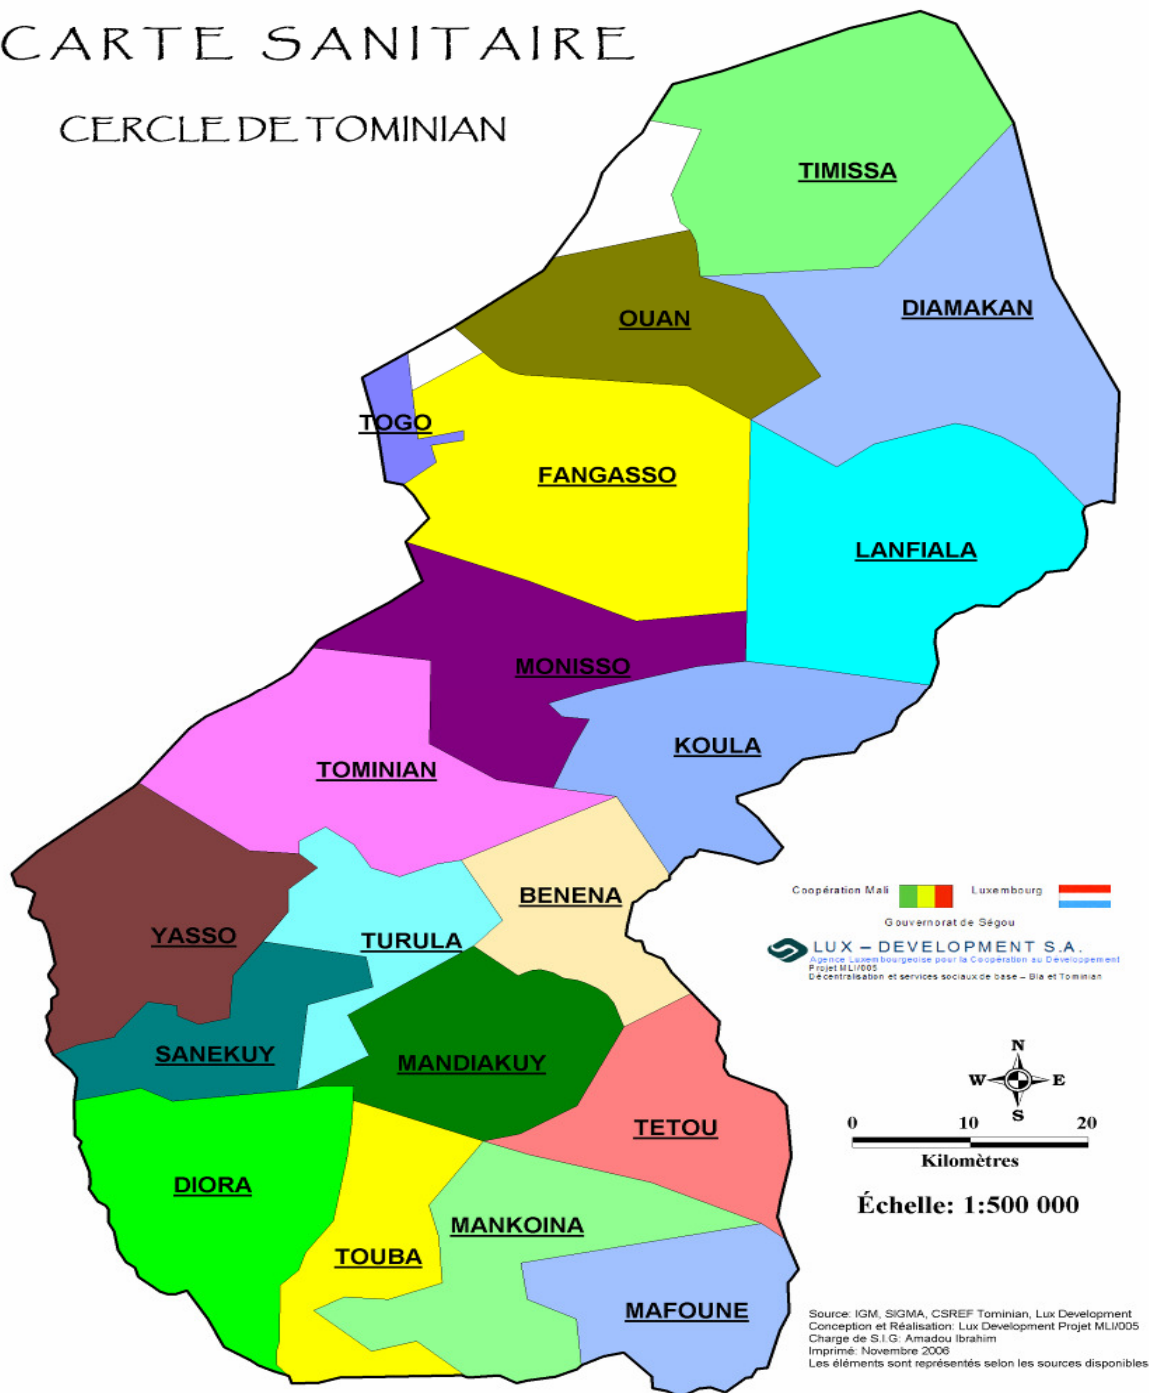 CARTE SANITAIRE
CERCLE DE TOMINIAN
TIMISSA
DIAMAKAN
OUAN
TOGO
FANGASSO
LANFIALA
MONISSO
KOULA
TOMINIAN
BENENA
YASSO
TURULA
SANEKUY
MANDIAKUY
TETOU
DIORA
MANKOINA
TOUBA
MAFOUNE
Coopération Mali Luxembourg
Gouvernorat de Ségou
LUX – DEVELOPMENT S.A.
Agence Luxembourgeoise pour la Coopération au Développement
Projet MLI/005
Décentralisation et services sociaux de base – Bla et Tominian
N
W E
S
0 10 20
Kilomètres
Échelle: 1:500 000
Source: IGM, SIGMA, CSREF Tominian, Lux Development
Conception et Réalisation: Lux Development Projet MLI/005
Charge de S.I.G: Amadou Ibrahim
Imprimé: Novembre 2006
Les éléments sont représentés selon les sources disponibles